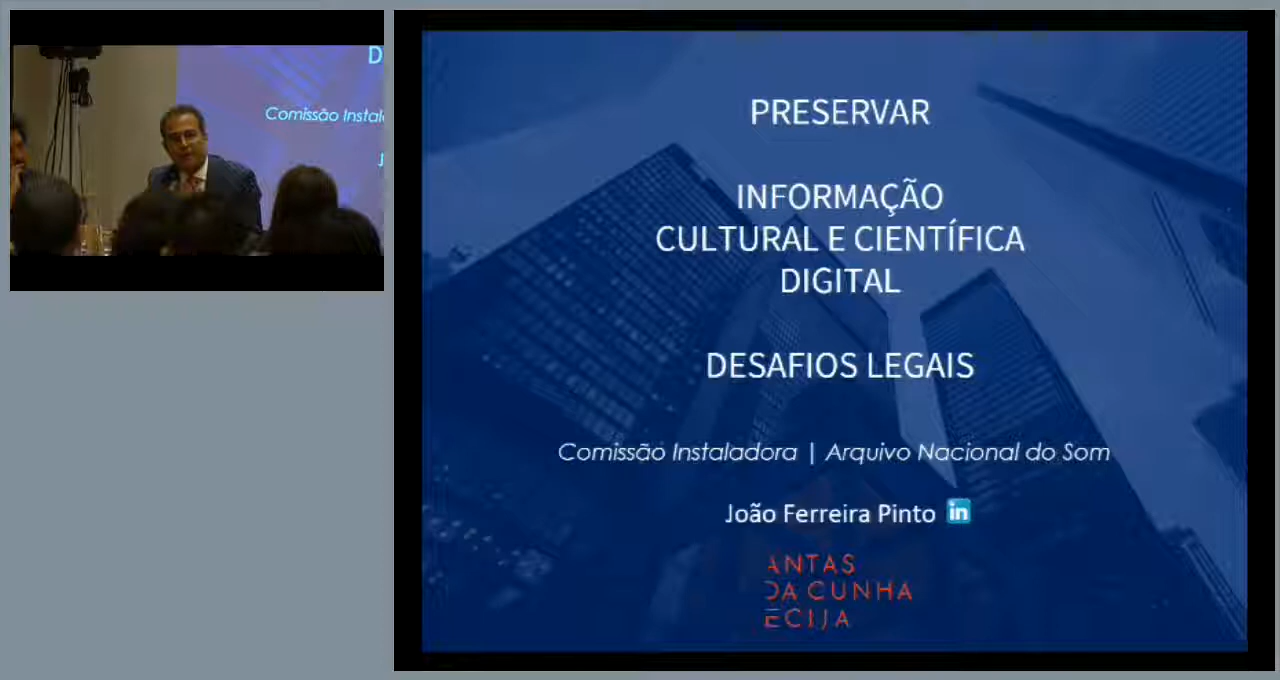 D
Comissão Instal
J
PRESERVAR
INFORMAÇÃO
CULTURAL E CIENTÍFICA
DIGITAL
DESAFIOS LEGAIS
Comissão Instaladora | Arquivo Nacional do Som
João Ferreira Pinto in
ANTAS
DA CUNHA
ECIJA